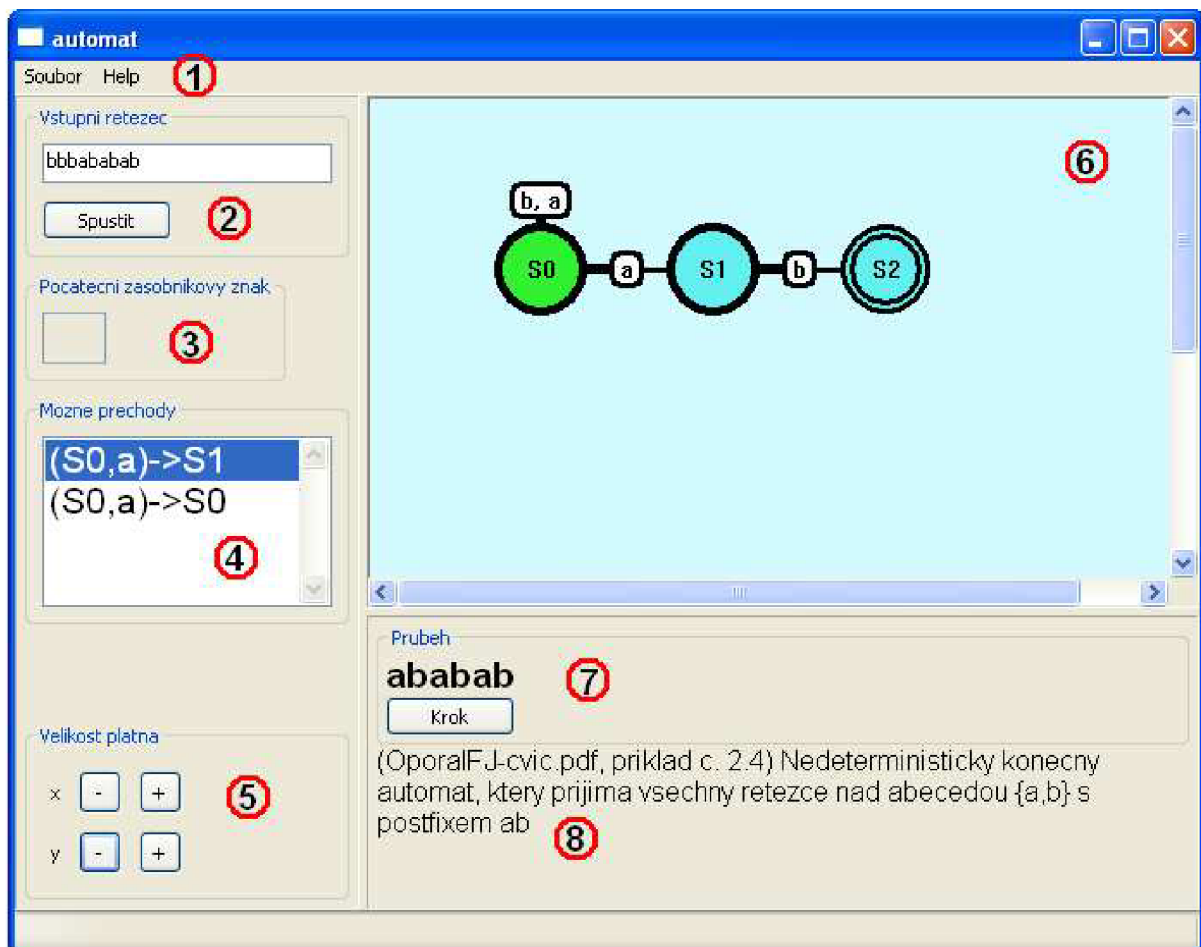 automat
Soubor Help 1
Vstupni retezec
bbbababab
Spustit 2
Pocatecni zasobnikovy znak
3
Mozne prechody
(S0,a)->S1
(S0,a)->S0
4
Velikost platna
x - + 5
y - +
6
b, a
S0 a S1 b S2
Prubeh
ababab 7
Krok
(OporaIFJ-cvic.pdf, priklad c. 2.4) Nedeterministicky konecny
automat, ktery prijima vsechny retezce nad abecedou {a,b} s
postfixem ab 8